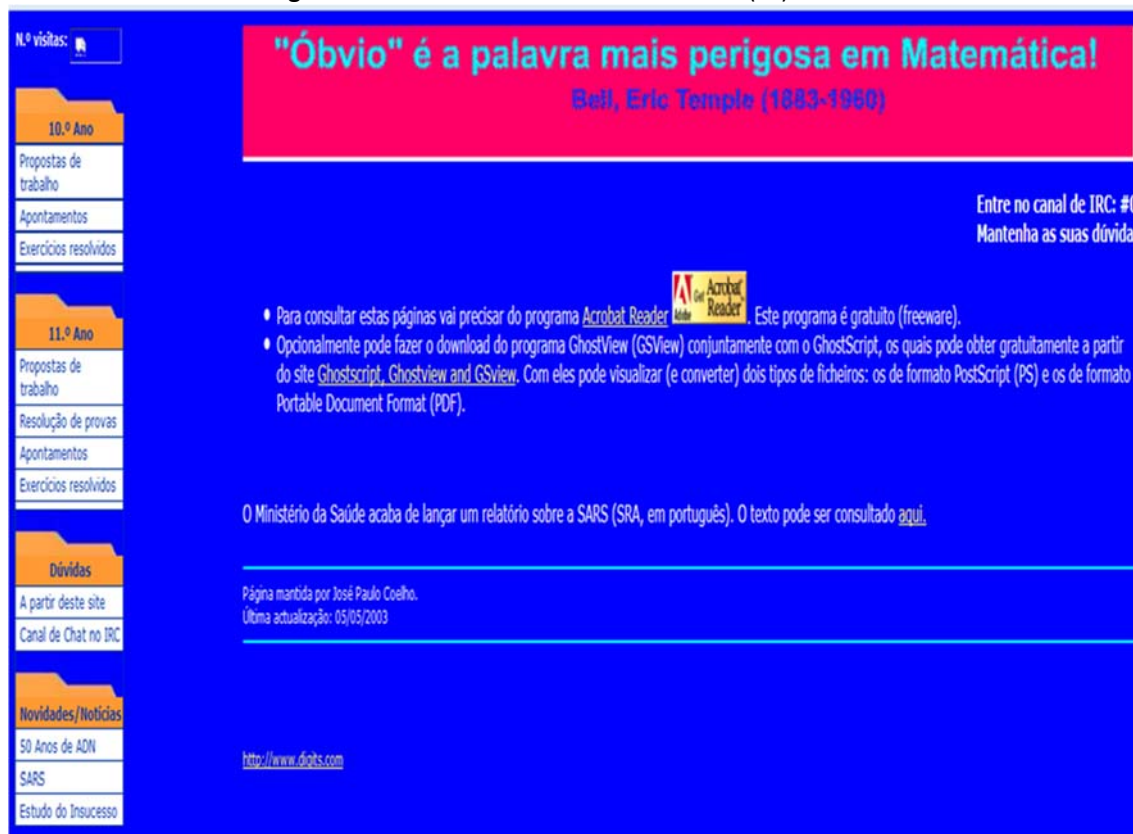 N.º visitas:
10.º Ano
Propostas de
trabalho
Apontamentos
Exercícios resolvidos
11.º Ano
Propostas de
trabalho
Resolução de provas
Apontamentos
Exercícios resolvidos
Dúvidas
A partir deste site
Canal de Chat no IRC
Novidades/Notícias
50 Anos de ADN
SARS
Estudo do Insucesso
"Óbvio" é a palavra mais perigosa em Matemática!
Bell, Eric Temple (1883-1960)
Entre no canal de IRC:
Mantenha as suas
Para consultar estas páginas vai precisar do programa Acrobat Reader Adobe Get Acrobat Reader. Este programa é gratuito (freeware).
Opcionalmente pode fazer o download do programa GhostView (GSView) conjuntamente com o GhostScript, os quais pode obter gratuitamente a partir
do site Ghostscript, Ghostview and GSview. Com eles pode visualizar (e converter) dois tipos de ficheiros: os de formato PostScript (PS) e os de formato
Portable Document Format (PDF).
O Ministério da Saúde acaba de lançar um relatório sobre a SARS (SRA, em português). O texto pode ser consultado aqui.
Página mantida por José Paulo Coelho.
Última actualização: 05/05/2003
http://www.digits.com